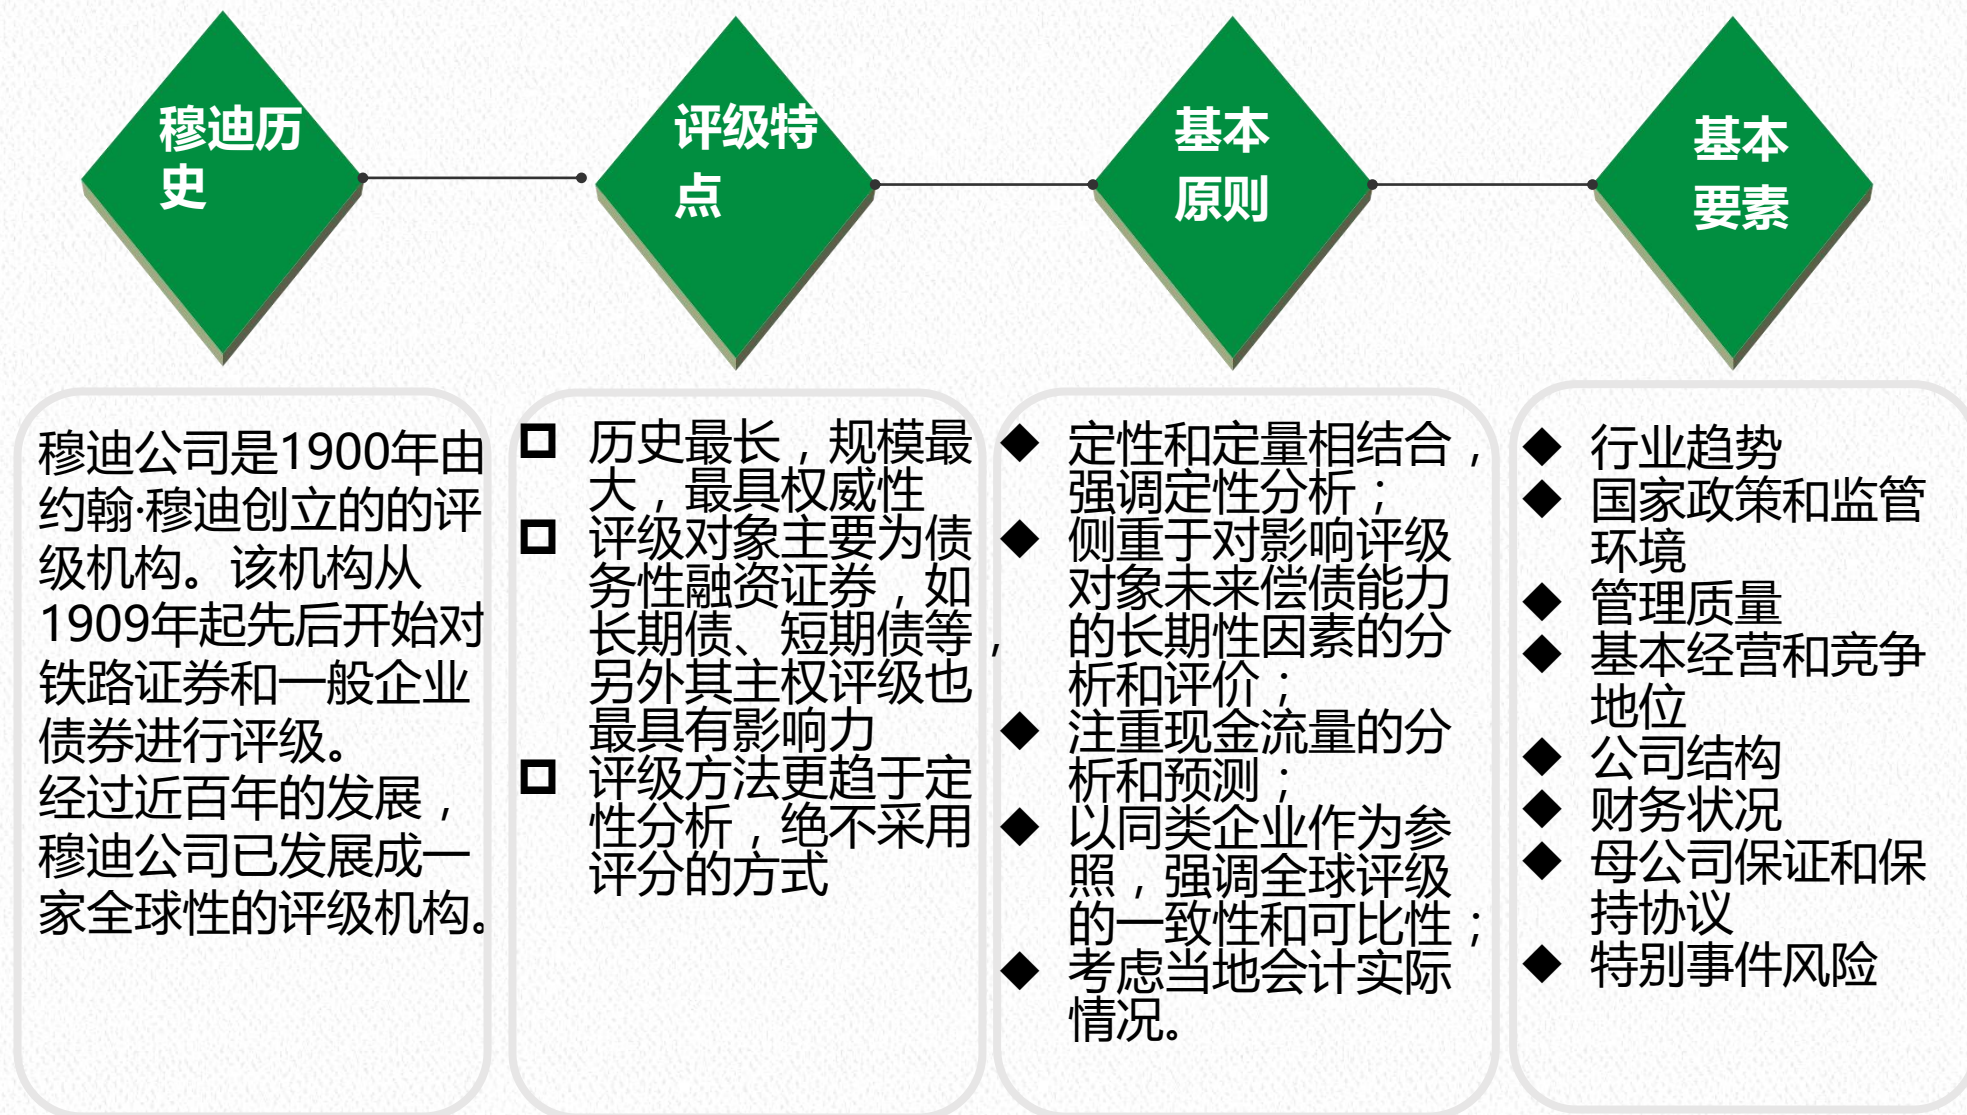 穆迪历
史
评级特
点
基本
原则
基本
要素
穆迪公司是1900年由
约翰·穆迪创立的的评
级机构。该机构从
1909年起先后开始对
铁路证券和一般企业
债券进行评级。
经过近百年的发展，
穆迪公司已发展成一
家全球性的评级机构。
历史最长，规模最
大，最具权威性
评级对象主要为债
务性融资证券，如
长期债、短期债等，
另外其主权评级也
最具有影响力
评级方法更趋于定
性分析，绝不采用
评分的方式
定性和定量相结合，
强调定性分析；
侧重于对影响评级
对象未来偿债能力
的长期性因素的分
析和评价；
注重现金流量的分
析和预测；
以同类企业作为参
照，强调全球评级
的一致性和可比性；
考虑当地会计实际
情况。
行业趋势
国家政策和监管
环境
管理质量
基本经营和竞争
地位
公司结构
财务状况
母公司保证和保
持协议
特别事件风险